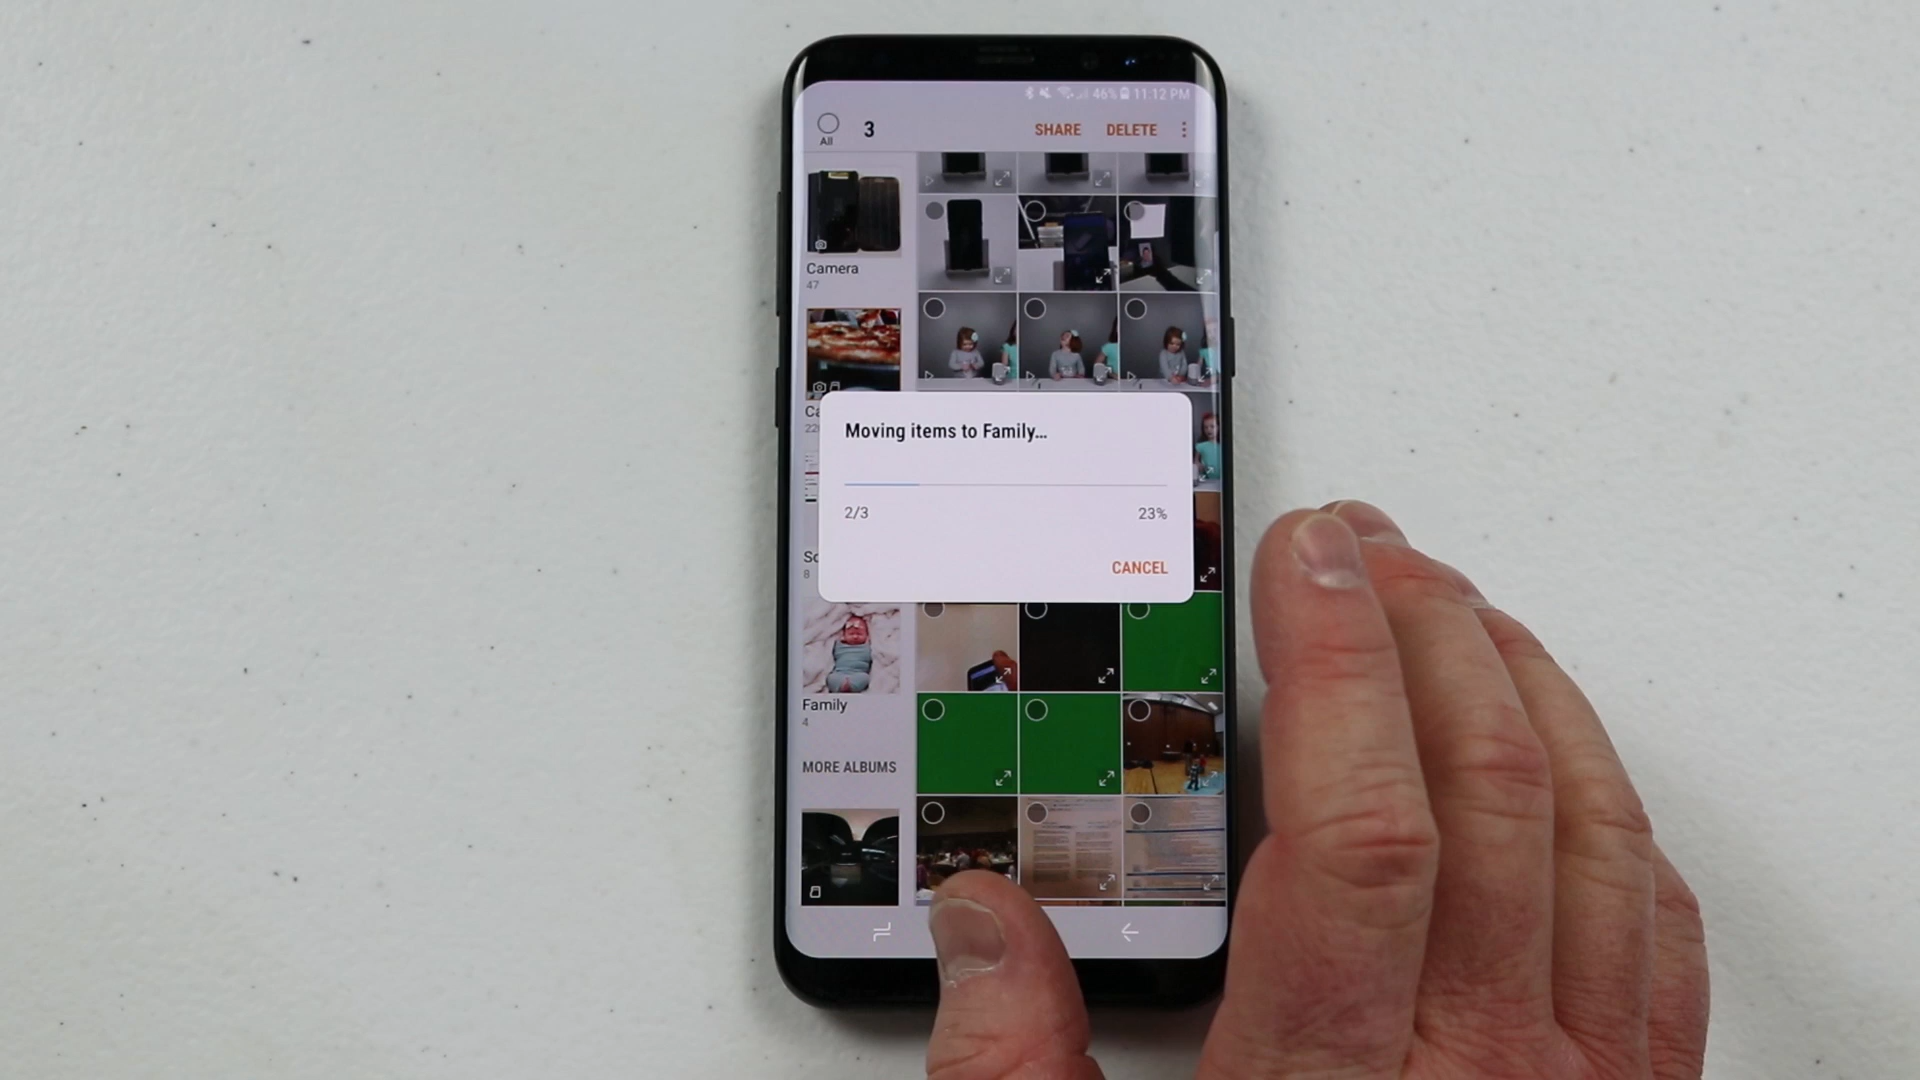 46% 11:12 PM
All 3 SHARE DELETE
Camera
47
Ca
22
Moving items to Family...
2/3 23%
CANCEL
Sc
8
Family
4
MORE ALBUMS